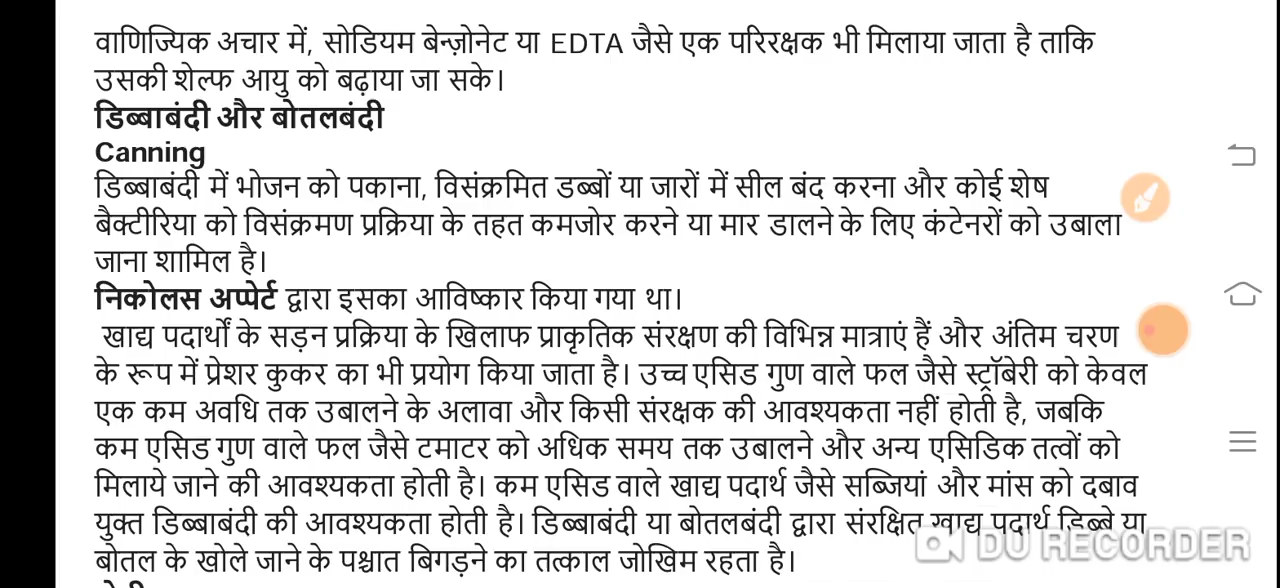 वाणिज्यिक अचार में, सोडियम बेन्ज़ोनेट या EDTA जैसे एक परिरक्षक भी मिलाया जाता है ताकि
उसकी शेल्फ आयु को बढ़ाया जा सके।
डिब्बाबंदी और बोतलबंदी
Canning
डिब्बाबंदी में भोजन को पकाना, विसंक्रमित डब्बों या जारों में सील बंद करना और कोई शेष
बैक्टीरिया को विसंक्रमण प्रक्रिया के तहत कमजोर करने या मार डालने के लिए कंटेनरों को उबाला
जाना शामिल है।
निकोलस अप्पेर्ट द्वारा इसका आविष्कार किया गया था।
खाद्य पदार्थों के सड़न प्रक्रिया के खिलाफ प्राकृतिक संरक्षण की विभिन्न मात्राएं हैं और अंतिम चरण
के रूप में प्रेशर कुकर का भी प्रयोग किया जाता है। उच्च एसिड गुण वाले फल जैसे स्ट्रॉबेरी को केवल
एक कम अवधि तक उबालने के अलावा और किसी संरक्षक की आवश्यकता नहीं होती है, जबकि
कम एसिड गुण वाले फल जैसे टमाटर को अधिक समय तक उबालने और अन्य एसिडिक तत्वों को
मिलाये जाने की आवश्यकता होती है। कम एसिड वाले खाद्य पदार्थ जैसे सब्जियां और मांस को दबाव
युक्त डिब्बाबंदी की आवश्यकता होती है। डिब्बाबंदी या बोतलबंदी द्वारा संरक्षित खाद्य पदार्थ डिब्बे या
बोतल के खोले जाने के पश्चात बिगड़ने का तत्काल जोखिम रहता है।
DU RECORDER